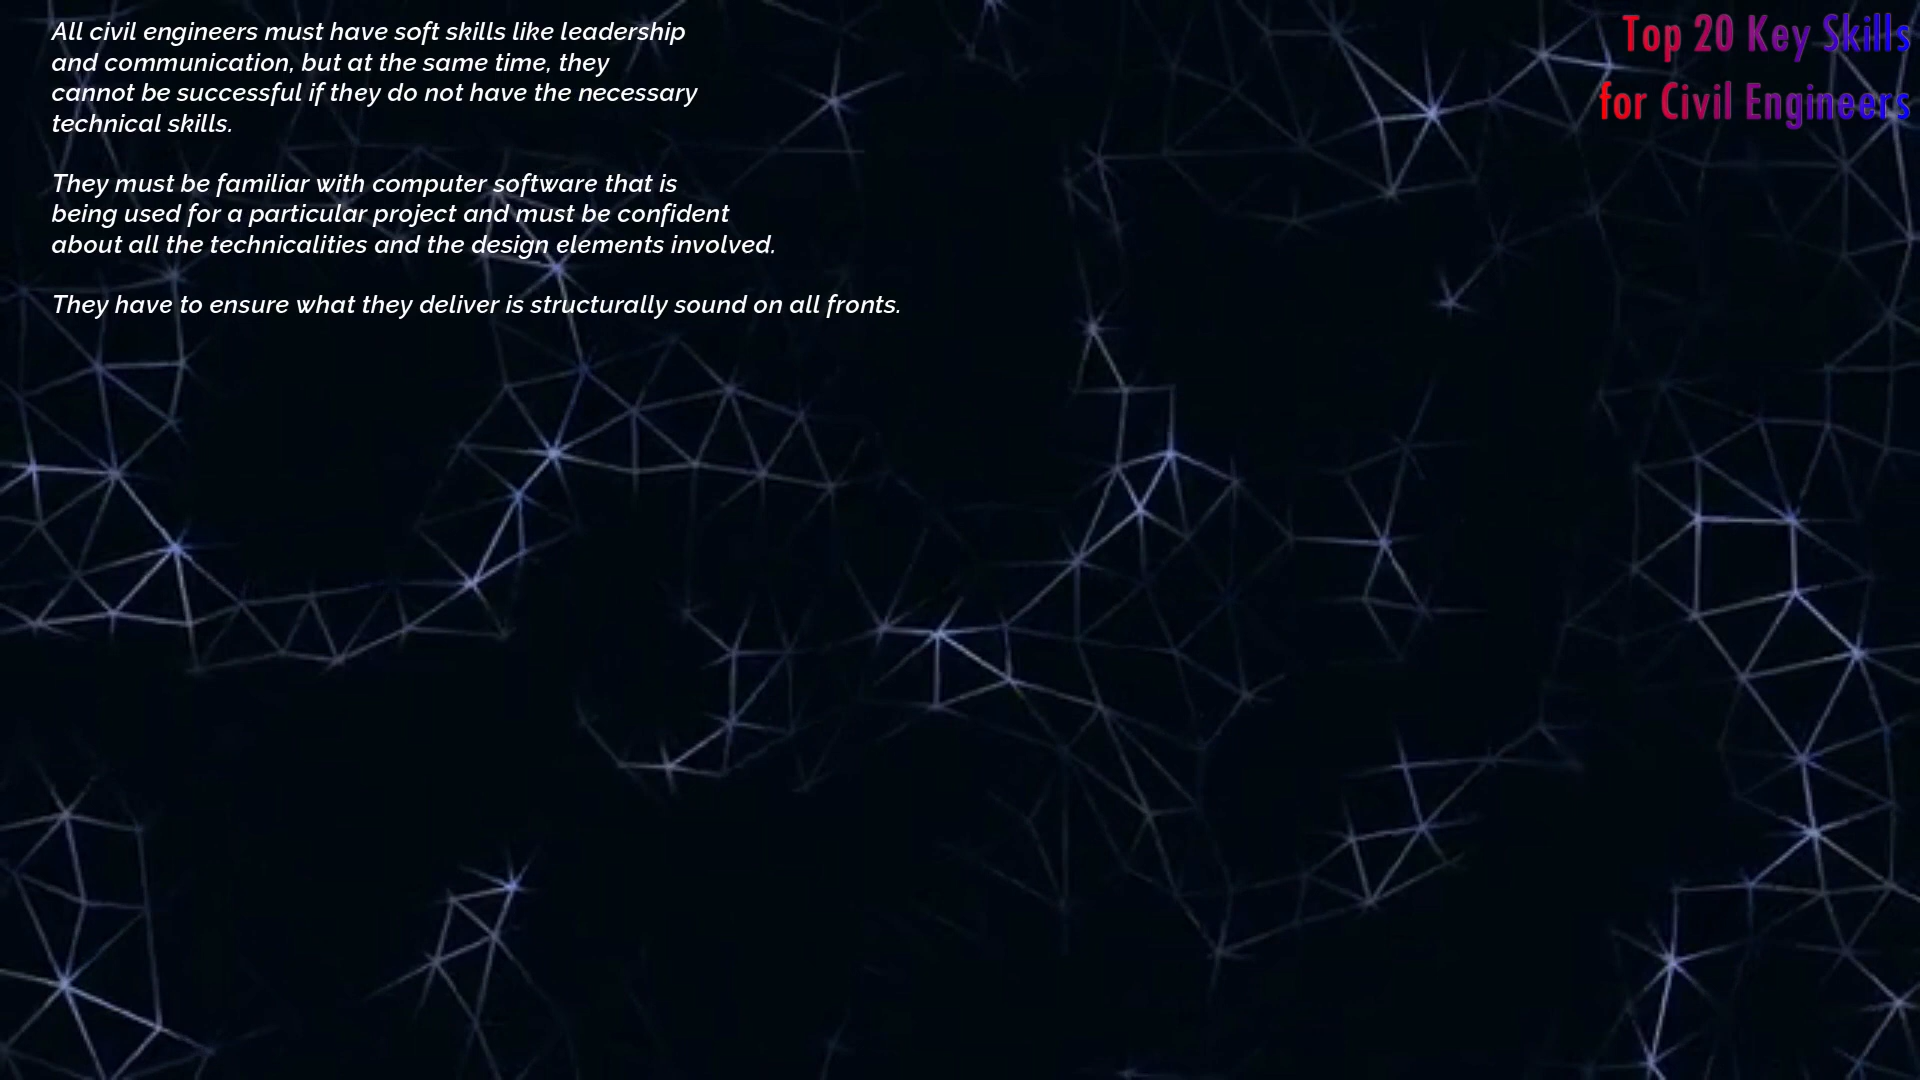 All civil engineers must have soft skills like leadership
and communication, but at the same time, they
cannot be successful if they do not have the necessary
technical skills.
They must be familiar with computer software that is
being used for a particular project and must be confident
about all the technicalities and the design elements involved.
They have to ensure what they deliver is structurally sound on all fronts.
Top 20 Key Skills
for Civil Engineers